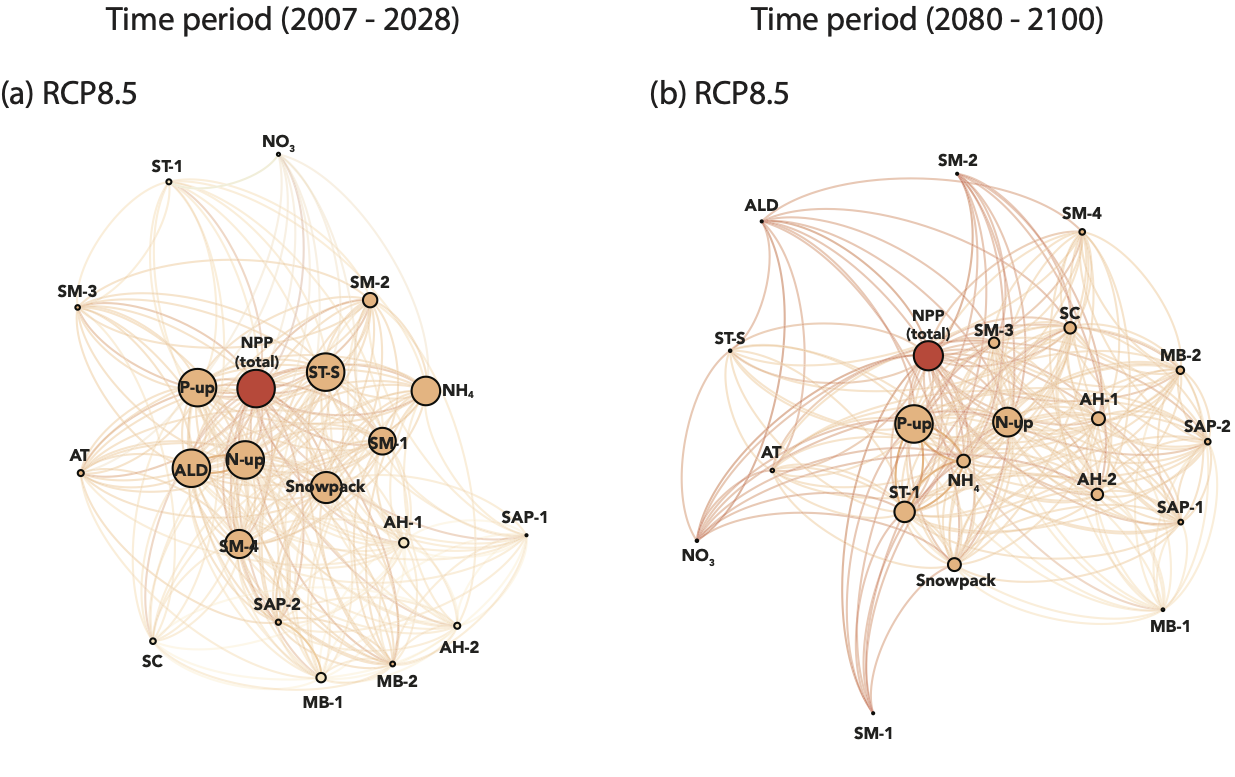 Time period (2007 - 2028)
Time period (2080 - 2100)
(a) RCP8.5
(b) RCP8.5
NO₃
ST-1
SM-3
SM-2
NPP
(total)
ST-S
P-up
NH₄
SM-1
AT
ALD
N-up
Snowpack
SAP-1
AH-1
SM-4
SAP-2
AH-2
SC
MB-2
MB-1
SM-2
ALD
SM-4
NPP
(total)
SM-3
SC
ST-S
MB-2
AH-1
P-up
N-up
SAP-2
AT
NH₄
AH-2
ST-1
SAP-1
NO₃
Snowpack
MB-1
SM-1